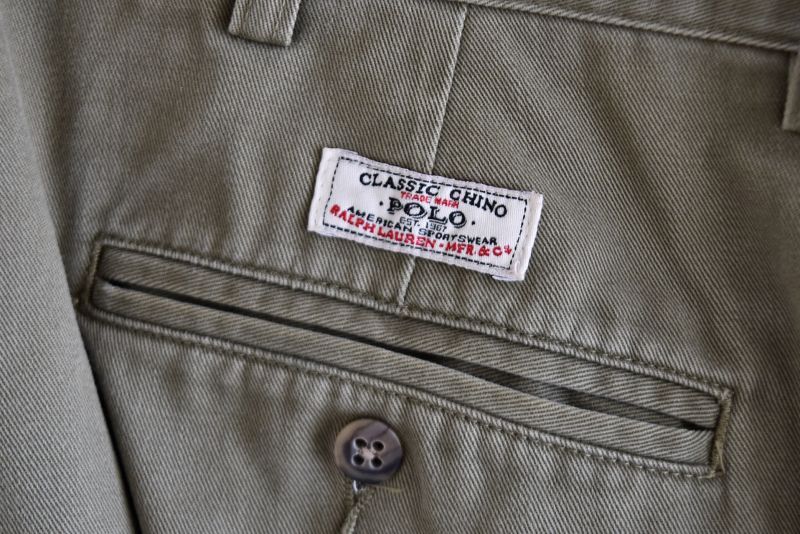 CLASSIC CHINO
TRADE MARK
·POLO·
EST. 1967
AMERICAN SPORTSWEAR
RALPH LAUREN · MFR. & Co.